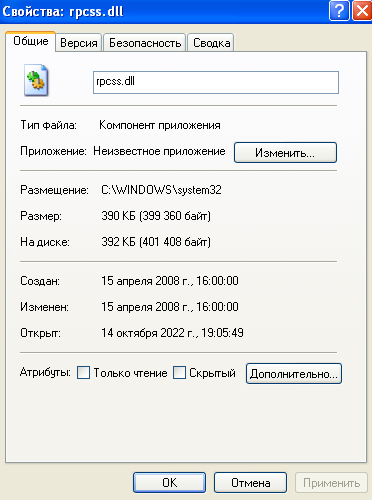 Свойства: rpcss.dll
Общие Версия Безопасность Сводка
rpcss.dll
Тип файла: Компонент приложения
Приложение: Неизвестное приложение Изменить...
Размещение: C:\WINDOWS\system32
Размер: 390 КБ (399 360 байт)
На диске: 392 КБ (401 408 байт)
Создан: 15 апреля 2008 г., 16:00:00
Изменен: 15 апреля 2008 г., 16:00:00
Открыт: 14 октября 2022 г., 19:05:49
Атрибуты: Только чтение Скрытый Дополнительно...
OK Отмена Применить